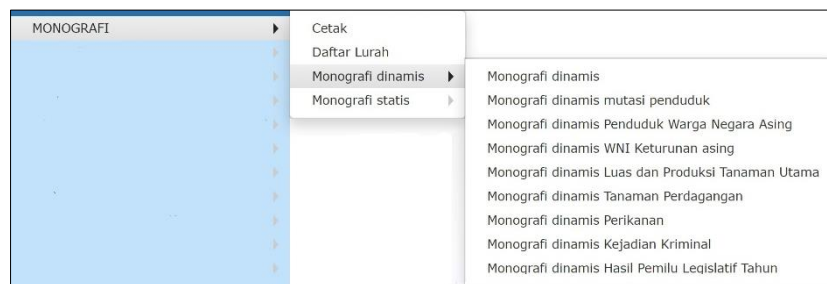 MONOGRAFI
Cetak
Daftar Lurah
Monografi dinamis
Monografi statis
Monografi dinamis
Monografi dinamis mutasi penduduk
Monografi dinamis Penduduk Warga Negara Asing
Monografi dinamis WNI Keturunan asing
Monografi dinamis Luas dan Produksi Tanaman Utama
Monografi dinamis Tanaman Perdagangan
Monografi dinamis Perikanan
Monografi dinamis Kejadian Kriminal
Monografi dinamis Hasil Pemilu Legislatif Tahun